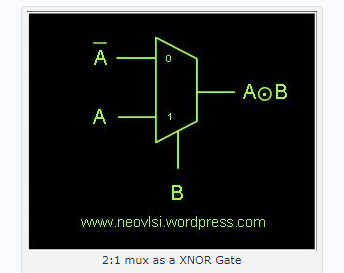 A̅
0
A⊙B
A
1
B
www.neovlsi.wordpress.com
2:1 mux as a XNOR Gate